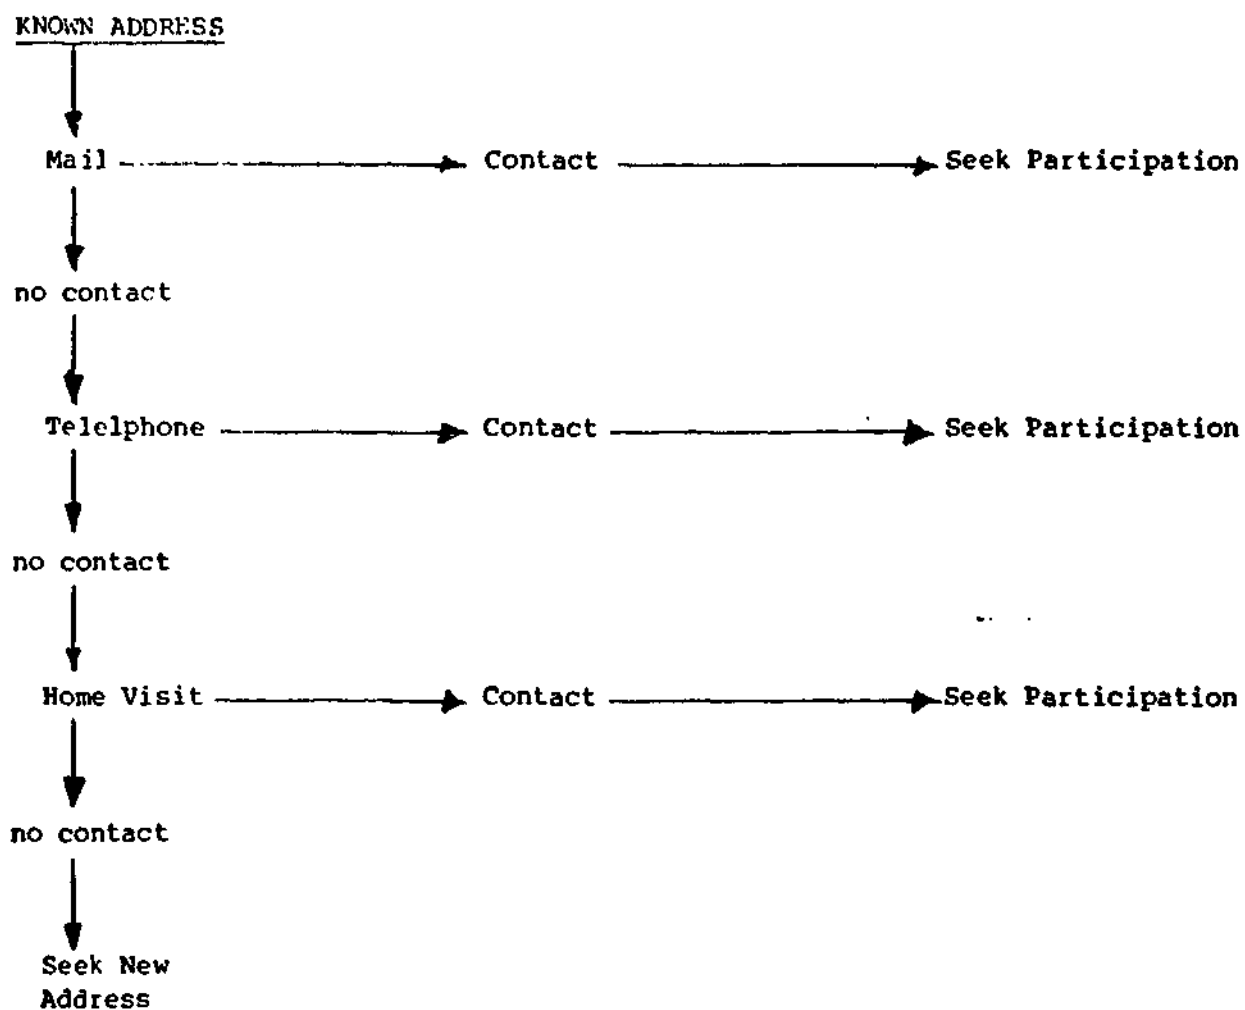 KNOWN ADDRESS
Mail Contact Seek Participation
no contact
Telelphone Contact Seek Participation
no contact
Home Visit Contact Seek Participation
no contact
Seek New
Address